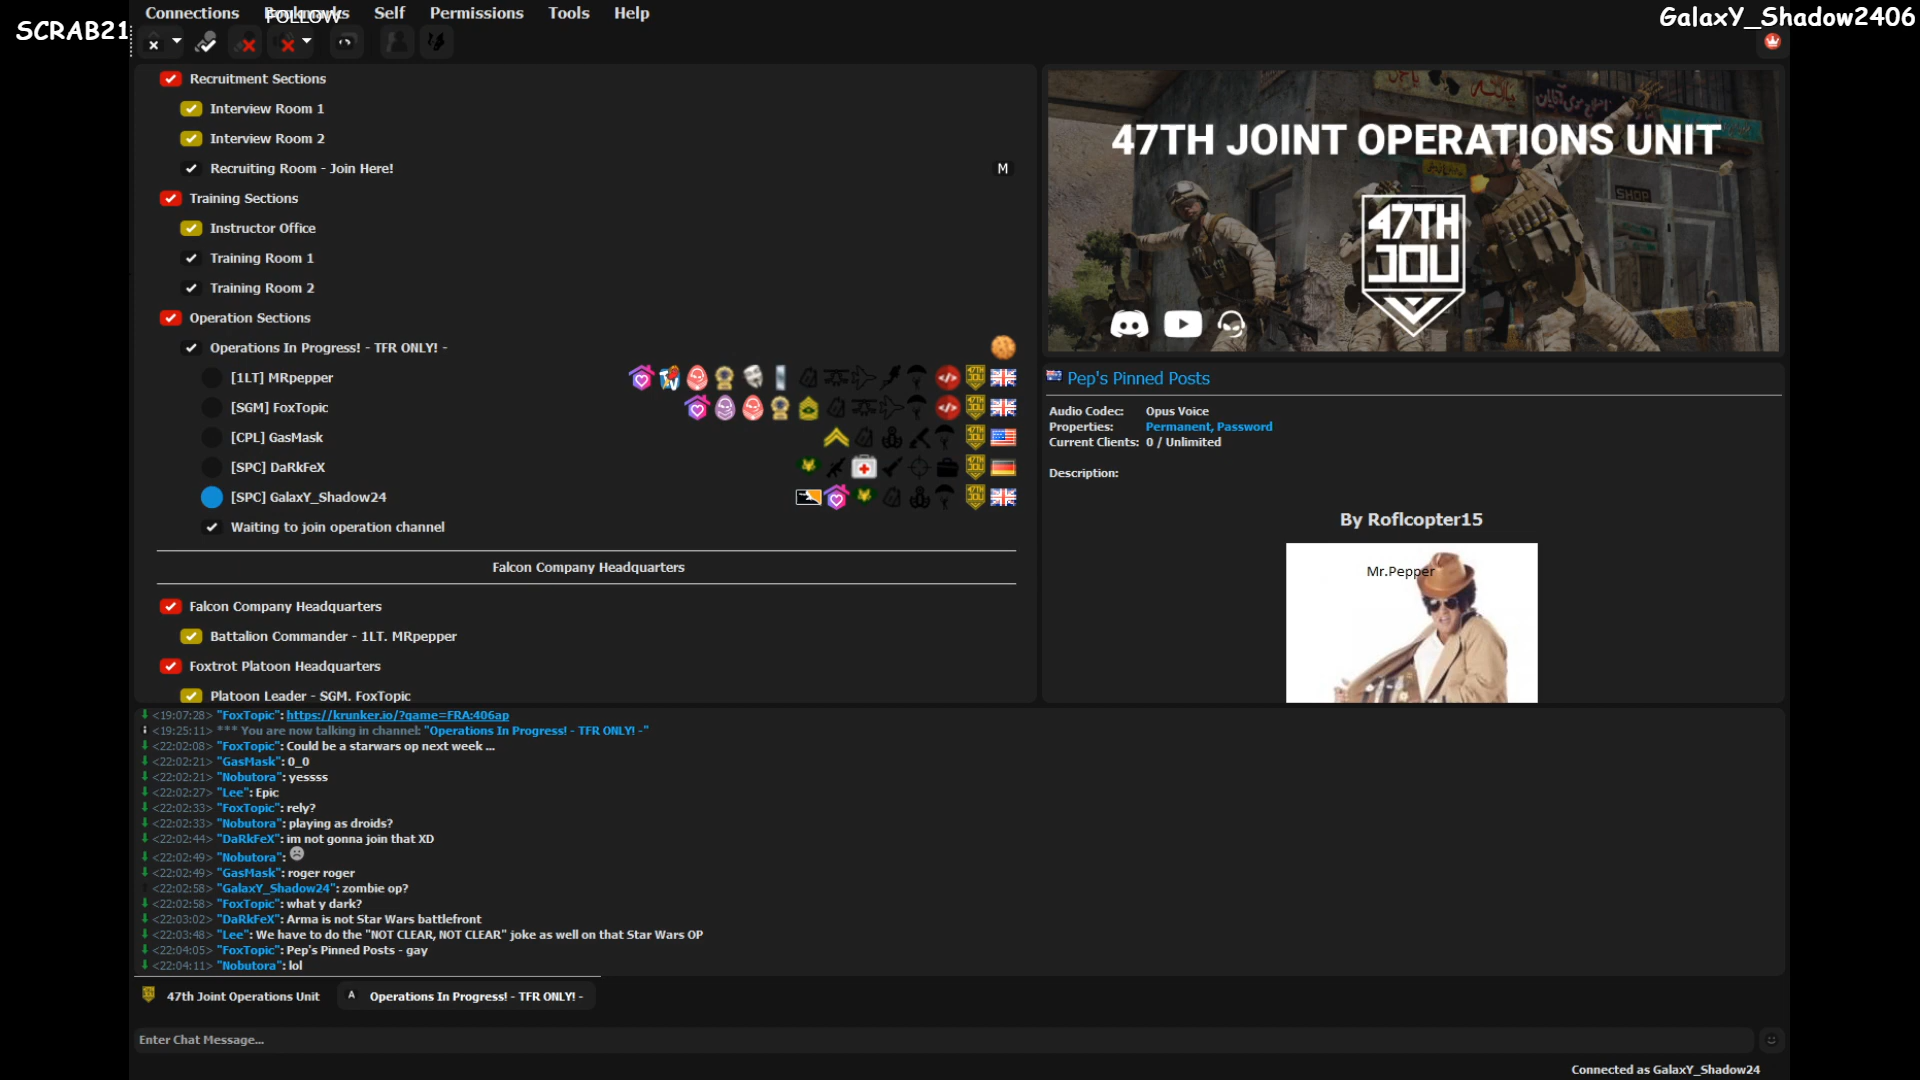 Connections Bookmarks Self Permissions Tools Help
FOLLOW
SCRAB21
GalaxY_Shadow2406
Recruitment Sections
Interview Room 1
Interview Room 2
Recruiting Room - Join Here! M
Training Sections
Instructor Office
Training Room 1
Training Room 2
Operation Sections
Operations In Progress! - TFR ONLY! -
[1LT] MRpepper
[SGM] FoxTopic
[CPL] GasMask
[SPC] DaRkFeX
[SPC] GalaxY_Shadow24
Waiting to join operation channel
Falcon Company Headquarters
Falcon Company Headquarters
Battalion Commander - 1LT. MRpepper
Foxtrot Platoon Headquarters
Platoon Leader - SGM. FoxTopic
47TH JOINT OPERATIONS UNIT
SHOP
47TH
JOU
Pep's Pinned Posts
Audio Codec: Opus Voice
Properties: Permanent, Password
Current Clients: 0 / Unlimited
Description:
By Roflcopter15
Mr.Pepper
<19:07:28> "FoxTopic": https://krunker.io/?game=FRA:406ap
<19:25:11> *** You are now talking in channel: "Operations In Progress! - TFR ONLY! -"
<22:02:08> "FoxTopic": Could be a starwars op next week ...
<22:02:21> "GasMask": 0_0
<22:02:21> "Nobutora": yessss
<22:02:27> "Lee": Epic
<22:02:33> "FoxTopic": rely?
<22:02:33> "Nobutora": playing as droids?
<22:02:44> "DaRkFeX": im not gonna join that XD
<22:02:49> "Nobutora":
<22:02:49> "GasMask": roger roger
<22:02:58> "GalaxY_Shadow24": zombie op?
<22:02:58> "FoxTopic": what y dark?
<22:03:02> "DaRkFeX": Arma is not Star Wars battlefront
<22:03:48> "Lee": We have to do the "NOT CLEAR, NOT CLEAR" joke as well on that Star Wars OP
<22:04:05> "FoxTopic": Pep's Pinned Posts - gay
<22:04:11> "Nobutora": lol
47th Joint Operations Unit A Operations In Progress! - TFR ONLY! -
Enter Chat Message...
Connected as GalaxY_Shadow24